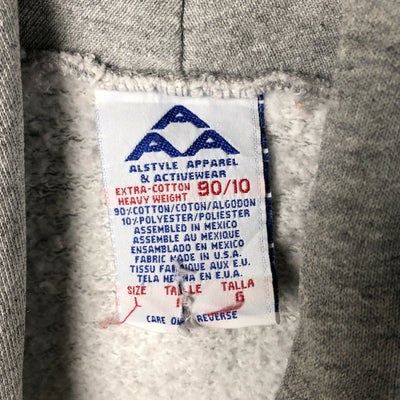 AAA
ALSTYLE APPAREL
& ACTIVEWEAR
EXTRA-COTTON 90/10
HEAVY WEIGHT
90% COTTON/COTON/ALGODON
10% POLYESTER/POLIESTER
ASSEMBLED IN MEXICO
ASSEMBLE AU MEXIQUE
ENSAMBLADO EN MEXICO
FABRIC MADE IN U.S.A.
TISSU FABRIQUE AUX E.U.
TELA HECHA EN E.U.A.
SIZE TAILLE TALLA
L G
CARE ON REVERSE